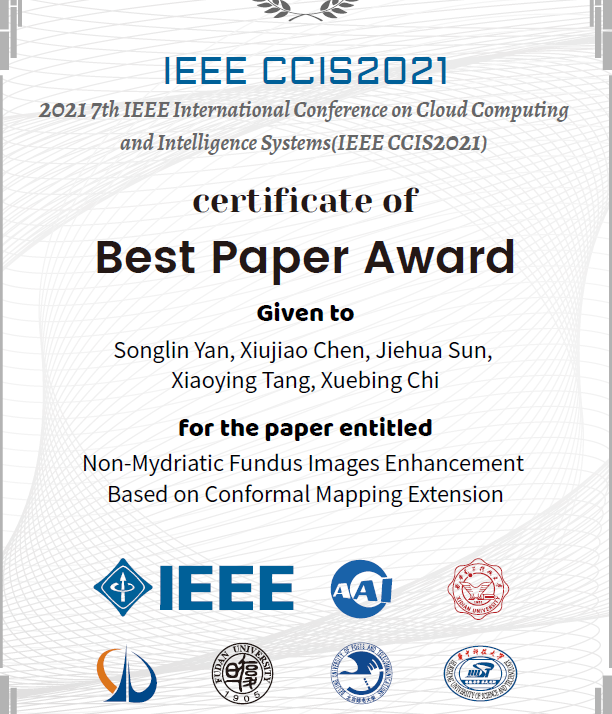 IEEE CCIS2021
2021 7th IEEE International Conference on Cloud Computing
and Intelligence Systems(IEEE CCIS2021)
certificate of
Best Paper Award
Given to
Songlin Yan, Xiujiao Chen, Jiehua Sun,
Xiaoying Tang, Xuebing Chi
for the paper entitled
Non-Mydriatic Fundus Images Enhancement
Based on Conformal Mapping Extension
IEEE
AAI
XIDIAN UNIVERSITY
FUDAN UNIVERSITY
1905